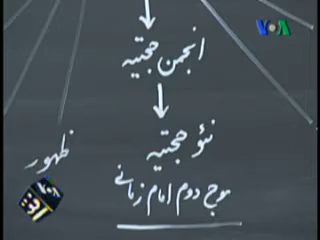 VOA
انجمن حجتیه
نئو حجتیه
ظهور
موج دوم امام زمانی